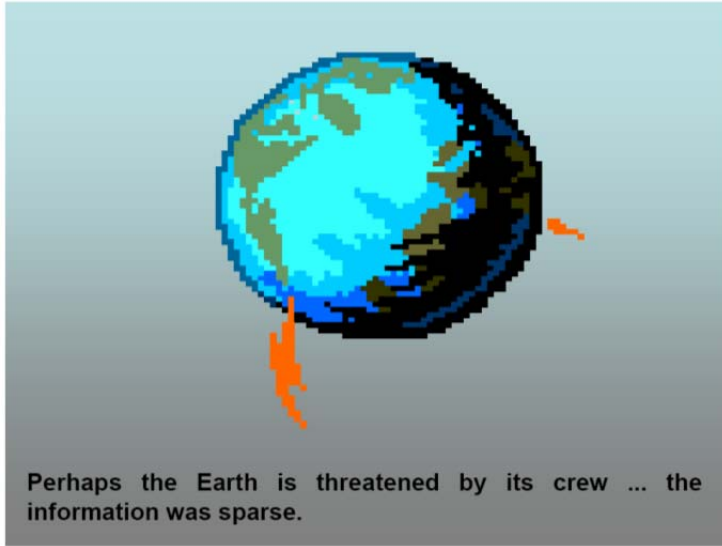 Perhaps the Earth is threatened by its crew ... the
information was sparse.